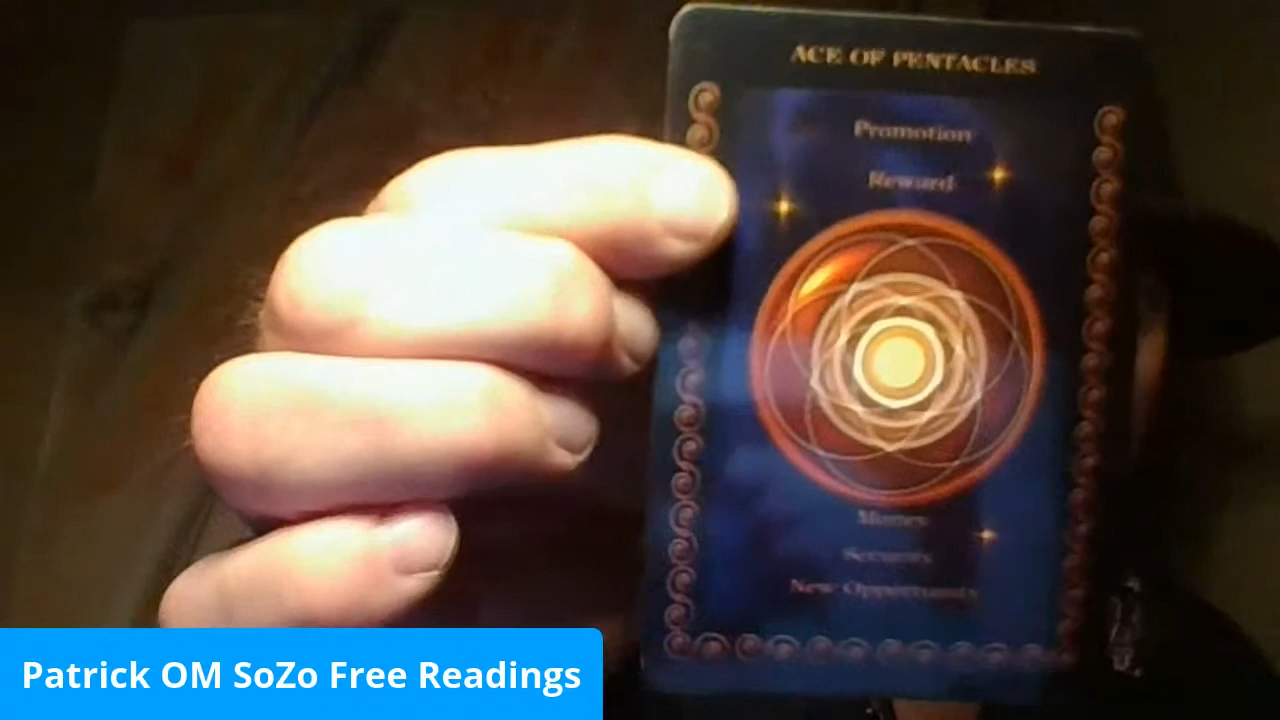 ACE OF PENTACLES
Promotion
Reward
Money
Security
New Opportunity
Patrick OM SoZo Free Readings